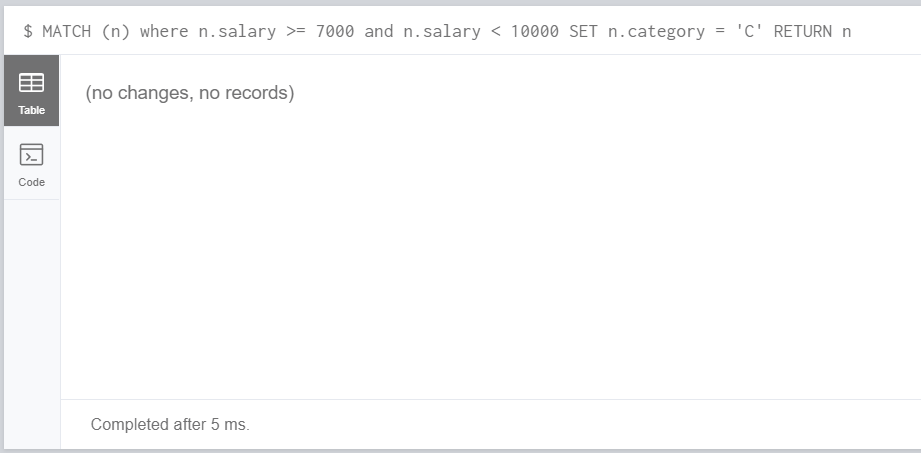 $ MATCH (n) where n.salary >= 7000 and n.salary < 10000 SET n.category = 'C' RETURN n
Table
(no changes, no records)
Code
Completed after 5 ms.